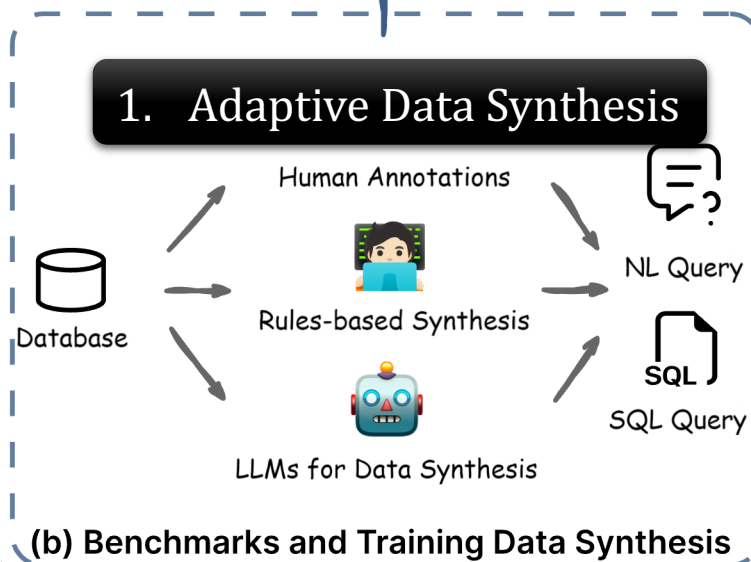 1. Adaptive Data Synthesis
Human Annotations
NL Query
Database
Rules-based Synthesis
SQL
SQL Query
LLMs for Data Synthesis
(b) Benchmarks and Training Data Synthesis